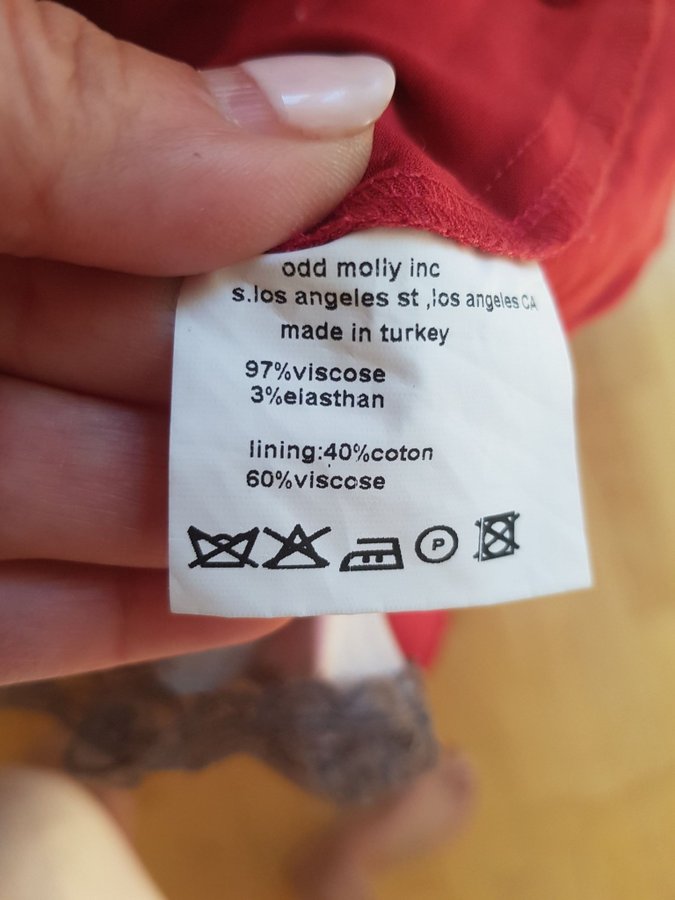 odd molly inc
s.los angeles st ,los angeles CA
made in turkey
97%viscose
3%elasthan
lining:40%coton
60%viscose
P